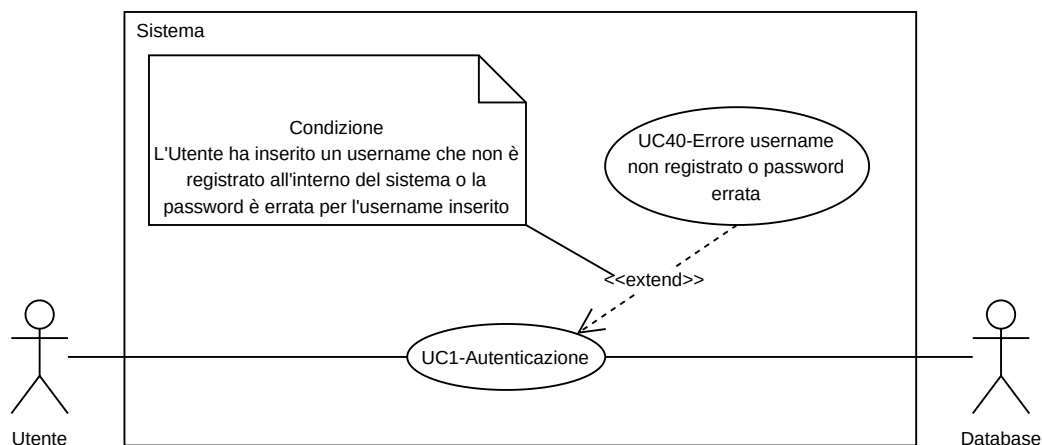 Sistema
Condizione
L'Utente ha inserito un username che non è
registrato all'interno del sistema o la
password è errata per l'username inserito
UC40-Errore username
non registrato o password
errata
<<extend>>
UC1-Autenticazione
Utente
Database